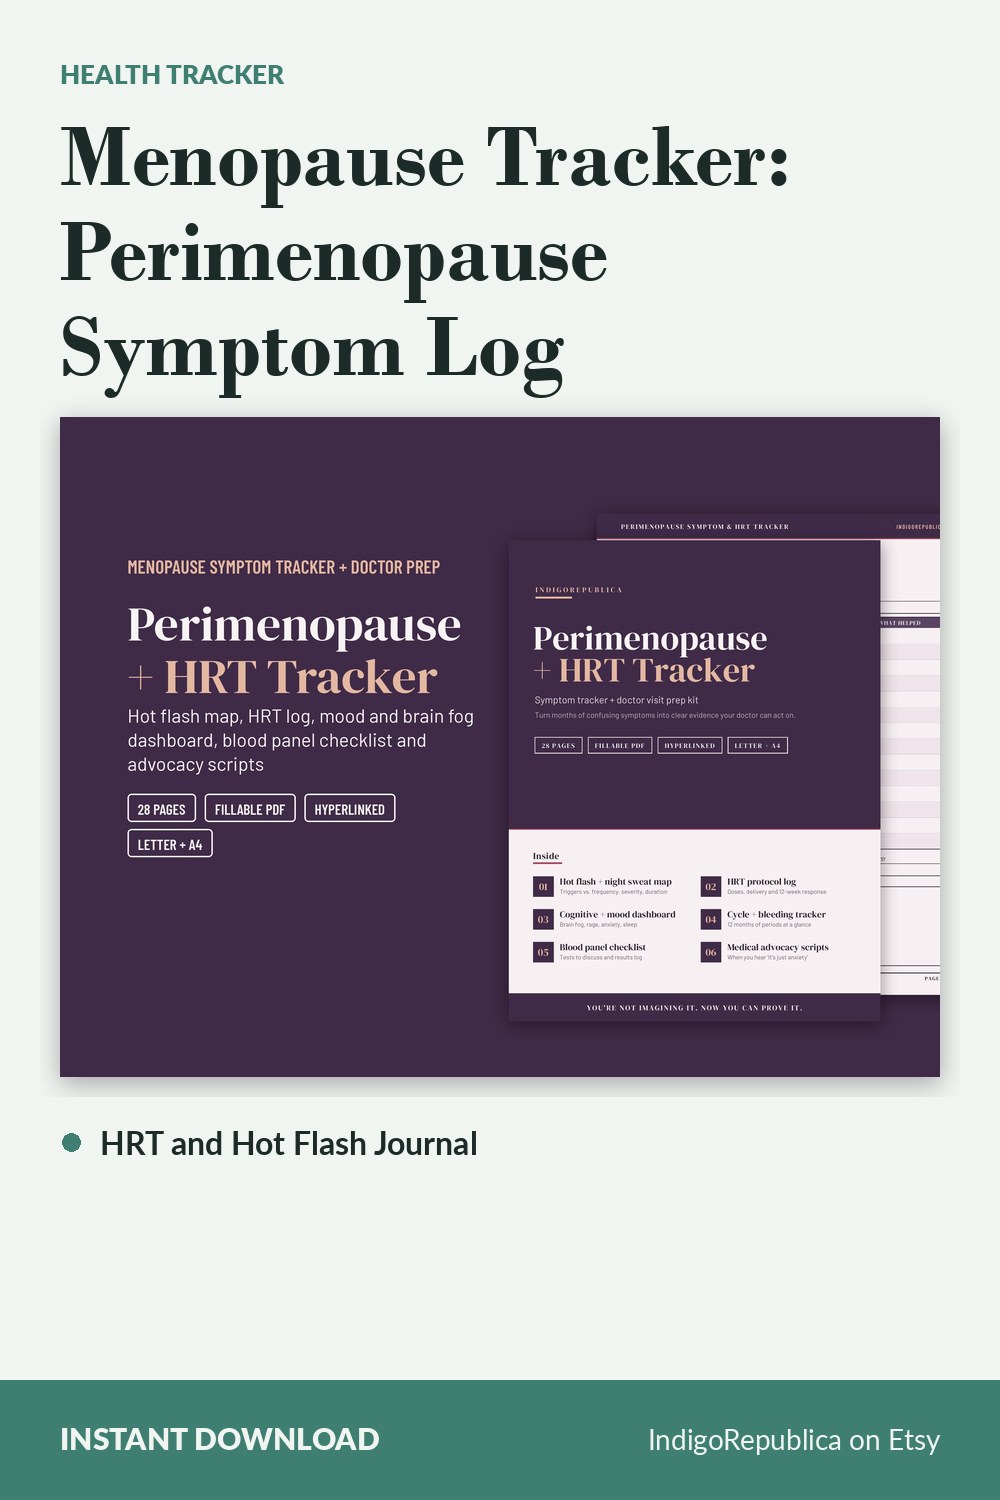 HEALTH TRACKER
Menopause Tracker:
Perimenopause
Symptom Log
MENOPAUSE SYMPTOM TRACKER + DOCTOR PREP
Perimenopause
+ HRT Tracker
Hot flash map, HRT log, mood and brain fog
dashboard, blood panel checklist and
advocacy scripts
28 PAGES
FILLABLE PDF
HYPERLINKED
LETTER + A4
PERIMENOPAUSE SYMPTOM & HRT TRACKER
WHAT HELPED
PAGE
INDIGOREPUBLICA
Perimenopause
+ HRT Tracker
Symptom tracker + doctor visit prep kit
Turn months of confusing symptoms into clear evidence your doctor can act on.
28 PAGES
FILLABLE PDF
HYPERLINKED
LETTER + A4
Inside
01 Hot flash + night sweat map
Triggers vs. frequency, severity, duration
02 HRT protocol log
Doses, delivery and 12-week response
03 Cognitive + mood dashboard
Brain fog, rage, anxiety, sleep
04 Cycle + bleeding tracker
12 months of periods at a glance
05 Blood panel checklist
Tests to discuss and results log
06 Medical advocacy scripts
When you hear 'it's just anxiety'
YOU'RE NOT IMAGINING IT. NOW YOU CAN PROVE IT.
HRT and Hot Flash Journal
INSTANT DOWNLOAD
IndigoRepublica on Etsy